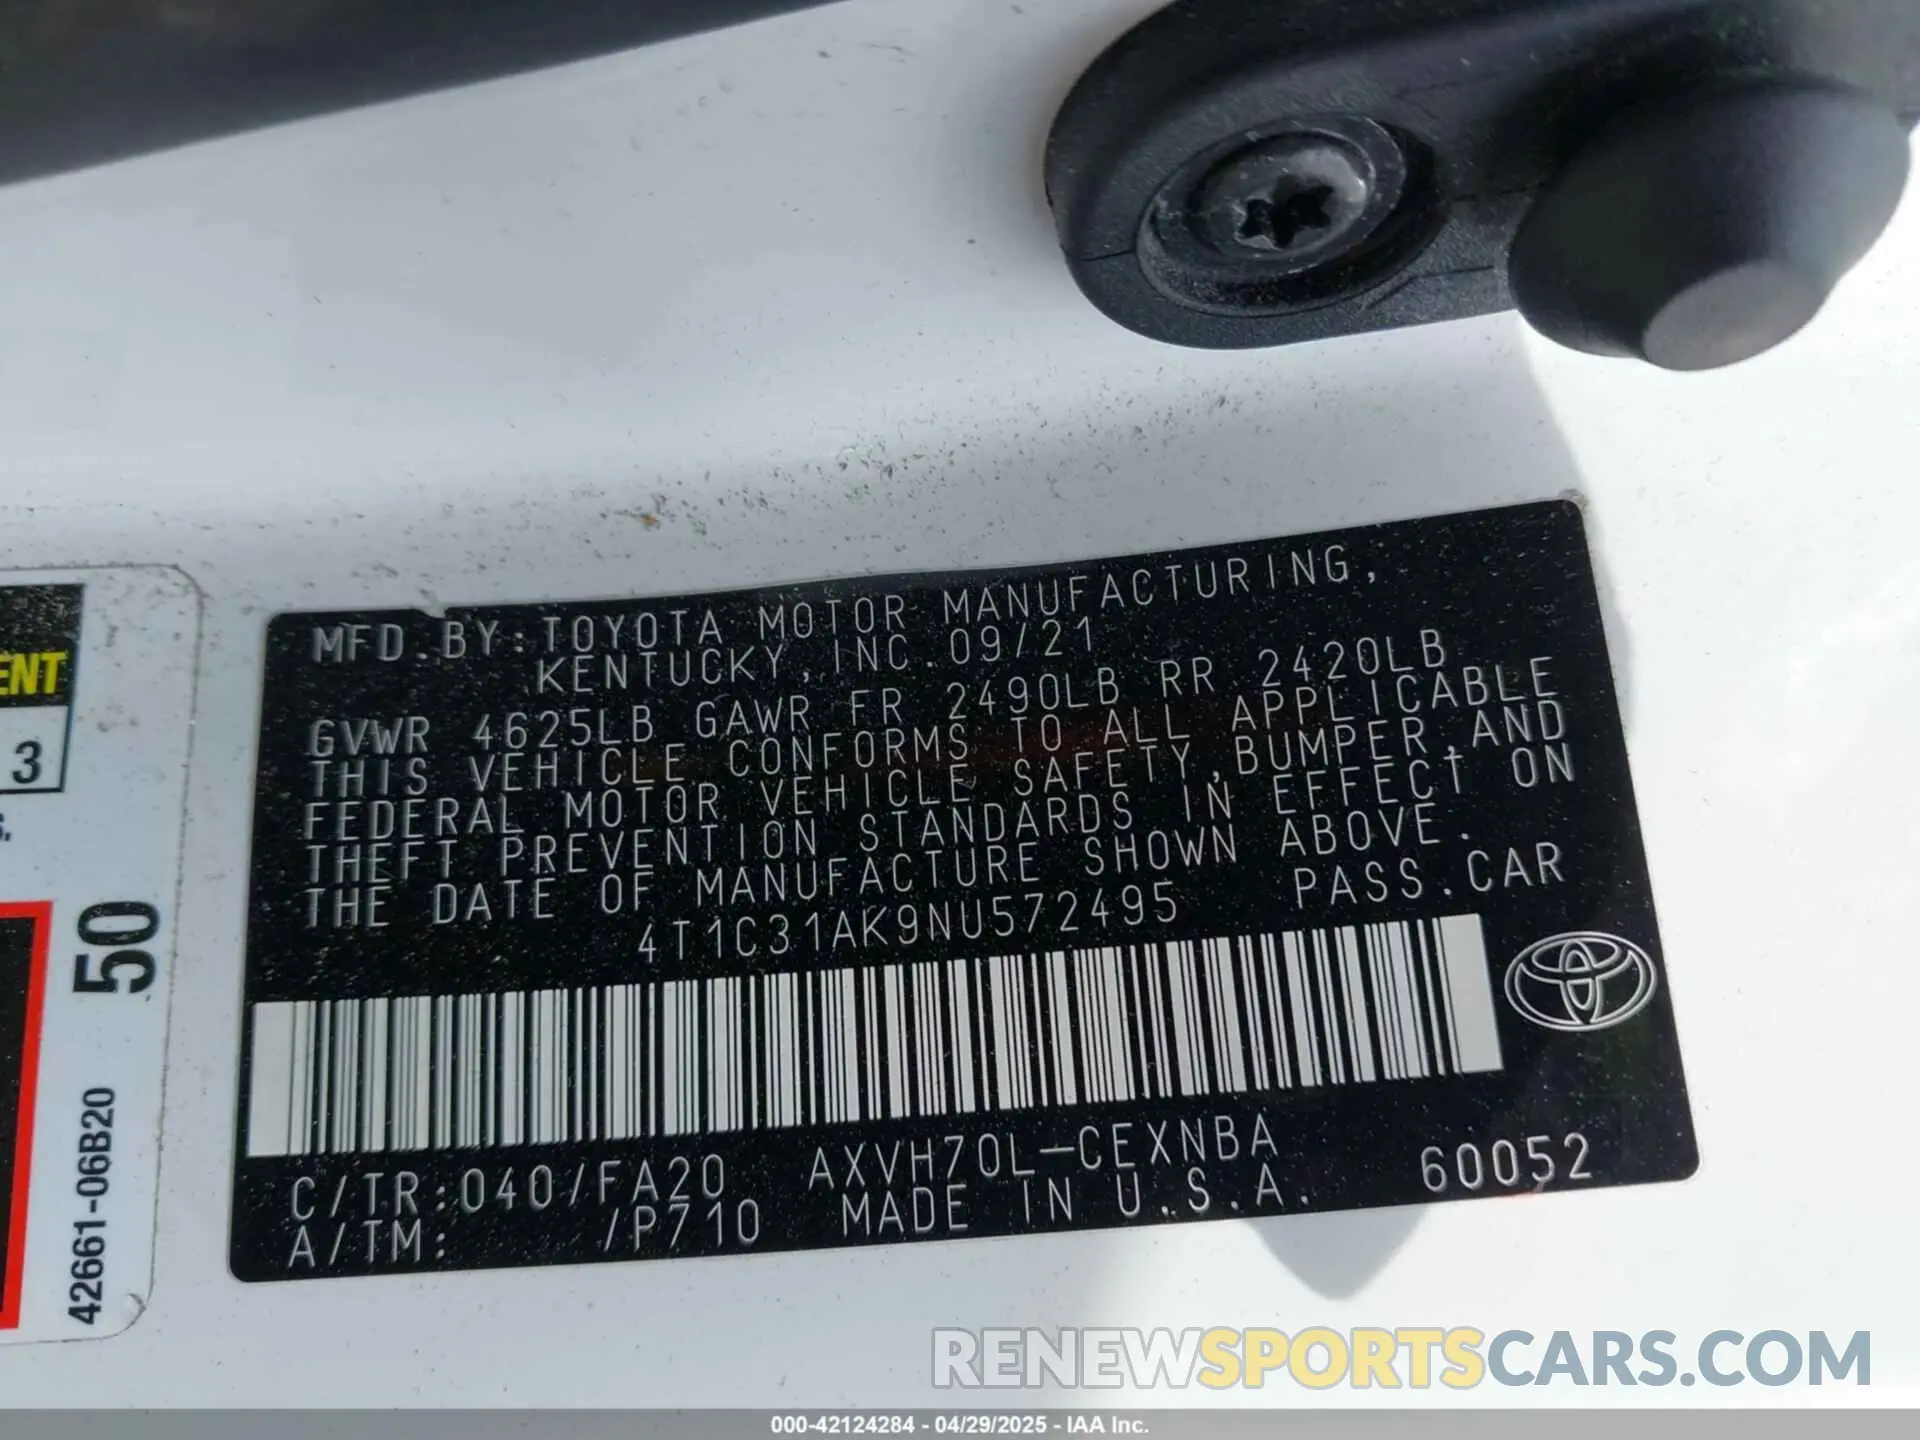 MFD.BY:TOYOTA MOTOR MANUFACTURING,
KENTUCKY, INC.09/21
GVWR 4625LB GAWR FR 2490LB RR 2420LB
THIS VEHICLE CONFORMS TO ALL APPLICABLE
FEDERAL MOTOR VEHICLE SAFETY,BUMPER,AND
THEFT PREVENTION STANDARDS IN EFFECT ON
THE DATE OF MANUFACTURE SHOWN ABOVE.
4T1C31AK9NU572495 PASS.CAR
C/TR:040/FA20 AXVH70L-CEXNBA 60052
A/TM: /P710 MADE IN U.S.A.
ENT
3
S.
50
42661-06B20
RENEWSPORTSCARS.COM
000-42124284 - 04/29/2025 - IAA Inc.